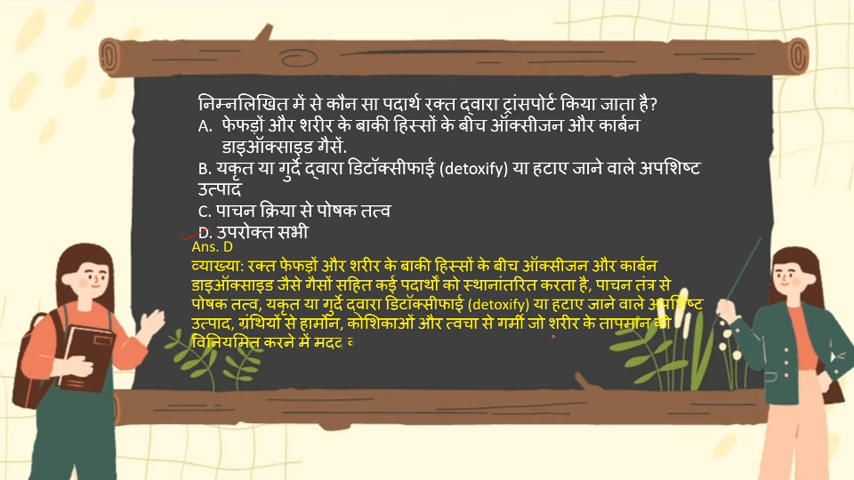 निम्नलिखित में से कौन सा पदार्थ रक्त द्वारा ट्रांसपोर्ट किया जाता है?
A. फेफड़ों और शरीर के बाकी हिस्सों के बीच ऑक्सीजन और कार्बन
डाइऑक्साइड गैसें.
B. यकृत या गुर्दे द्वारा डिटॉक्सीफाई (detoxify) या हटाए जाने वाले अपशिष्ट
उत्पाद
C. पाचन क्रिया से पोषक तत्व
D. उपरोक्त सभी
Ans. D
व्याख्या: रक्त फेफड़ों और शरीर के बाकी हिस्सों के बीच ऑक्सीजन और कार्बन
डाइऑक्साइड जैसे गैसों सहित कई पदार्थों को स्थानांतरित करता है, पाचन तंत्र से
पोषक तत्व, यकृत या गुर्दे द्वारा डिटॉक्सीफाई (detoxify) या हटाए जाने वाले अपशिष्ट
उत्पाद, ग्रंथियों से हार्मोन, कोशिकाओं और त्वचा से गर्मी जो शरीर के तापमान को
विनियमित करने में मदद